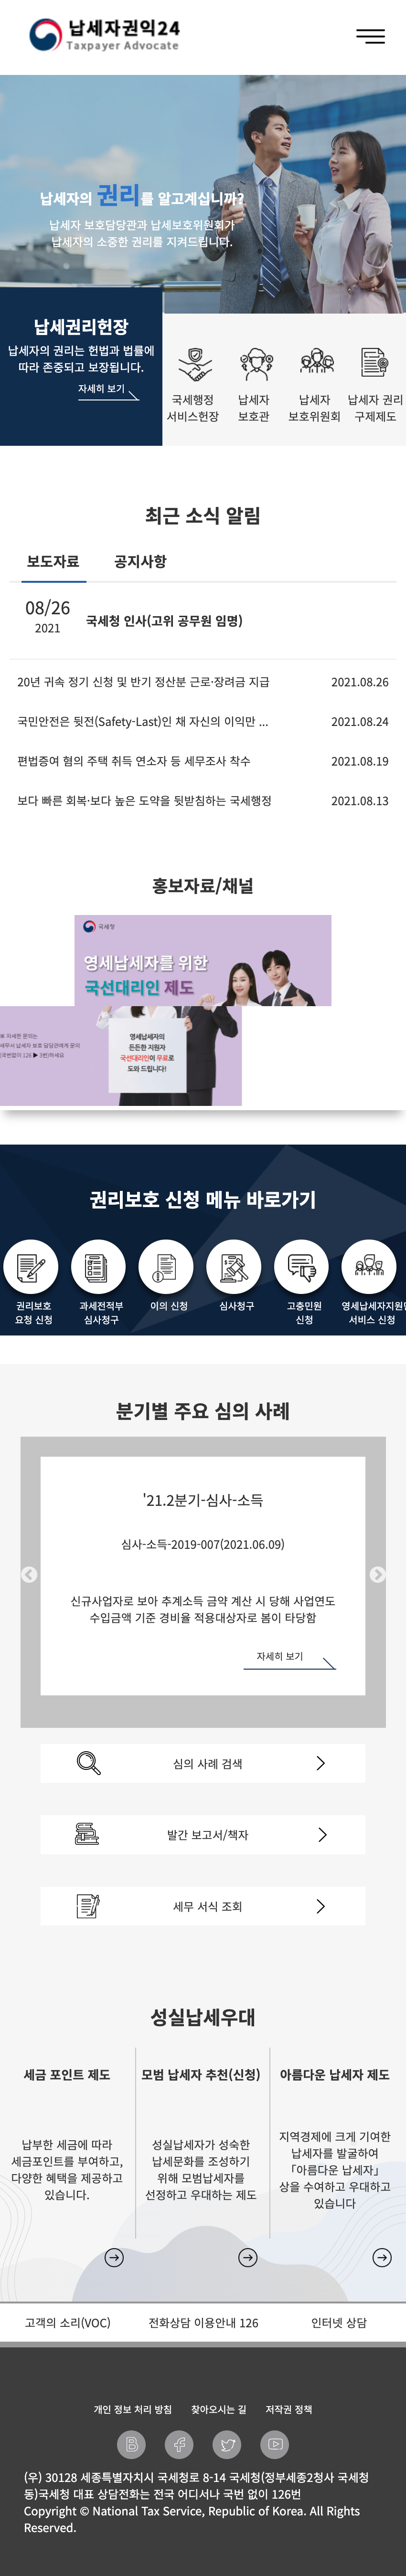 납세자권익24
Taxpayer Advocate
납세자의 권리를 알고계십니까?
납세자 보호담당관과 납세보호위원회가
납세자의 소중한 권리를 지켜드립니다.
납세권리헌장
납세자의 권리는 헌법과 법률에
따라 존중되고 보장됩니다.
자세히 보기
국세행정
서비스헌장
납세자
보호관
납세자
보호위원회
납세자 권리
구제제도
최근 소식 알림
보도자료
공지사항
08/26
2021
국세청 인사(고위 공무원 임명)
20년 귀속 정기 신청 및 반기 정산분 근로·장려금 지급 2021.08.26
국민안전은 뒷전(Safety-Last)인 채 자신의 이익만 ... 2021.08.24
편법증여 혐의 주택 취득 연소자 등 세무조사 착수 2021.08.19
보다 빠른 회복·보다 높은 도약을 뒷받침하는 국세행정 2021.08.13
홍보자료/채널
국세청
영세납세자를 위한
국선대리인 제도
영세납세자의
든든한 지원자
국선대리인이 무료로
도와 드립니다!
권리보호 신청 메뉴 바로가기
권리보호
요청 신청
과세전적부
심사청구
이의 신청
심사청구
고충민원
신청
영세납세자지원단
서비스 신청
분기별 주요 심의 사례
'21.2분기-심사-소득
심사-소득-2019-007(2021.06.09)
신규사업자로 보아 추계소득 금약 계산 시 당해 사업연도
수입금액 기준 경비율 적용대상자로 봄이 타당함
자세히 보기
심의 사례 검색
발간 보고서/책자
세무 서식 조회
성실납세우대
세금 포인트 제도
납부한 세금에 따라
세금포인트를 부여하고,
다양한 혜택을 제공하고
있습니다.
모범 납세자 추천(신청)
성실납세자가 성숙한
납세문화를 조성하기
위해 모범납세자를
선정하고 우대하는 제도
아름다운 납세자 제도
지역경제에 크게 기여한
납세자를 발굴하여
「아름다운 납세자」
상을 수여하고 우대하고
있습니다
고객의 소리(VOC)
전화상담 이용안내 126
인터넷 상담
개인 정보 처리 방침
찾아오시는 길
저작권 정책
(우) 30128 세종특별자치시 국세청로 8-14 국세청(정부세종2청사 국세청
동)국세청 대표 상담전화는 전국 어디서나 국번 없이 126번
Copyright © National Tax Service, Republic of Korea. All Rights
Reserved.